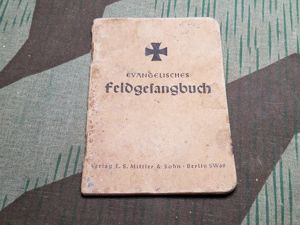 EVANGELISCHES
Feldgesangbuch
Verlag E. S. Mittler & Sohn · Berlin SW68